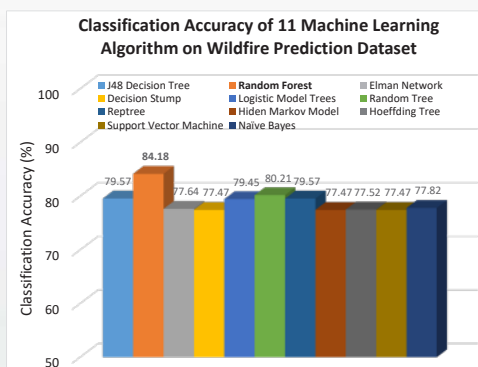 Classification Accuracy of 11 Machine Learning
Algorithm on Wildfire Prediction Dataset
J48 Decision Tree
Random Forest
Elman Network
Decision Stump
Logistic Model Trees
Random Tree
Reptree
Hiden Markov Model
Hoeffding Tree
Support Vector Machine
Naïve Bayes
Classification Accuracy (%)
100
90
80
70
60
50
79.57
84.18
77.64
77.47
79.45
80.21
79.57
77.47
77.52
77.47
77.82